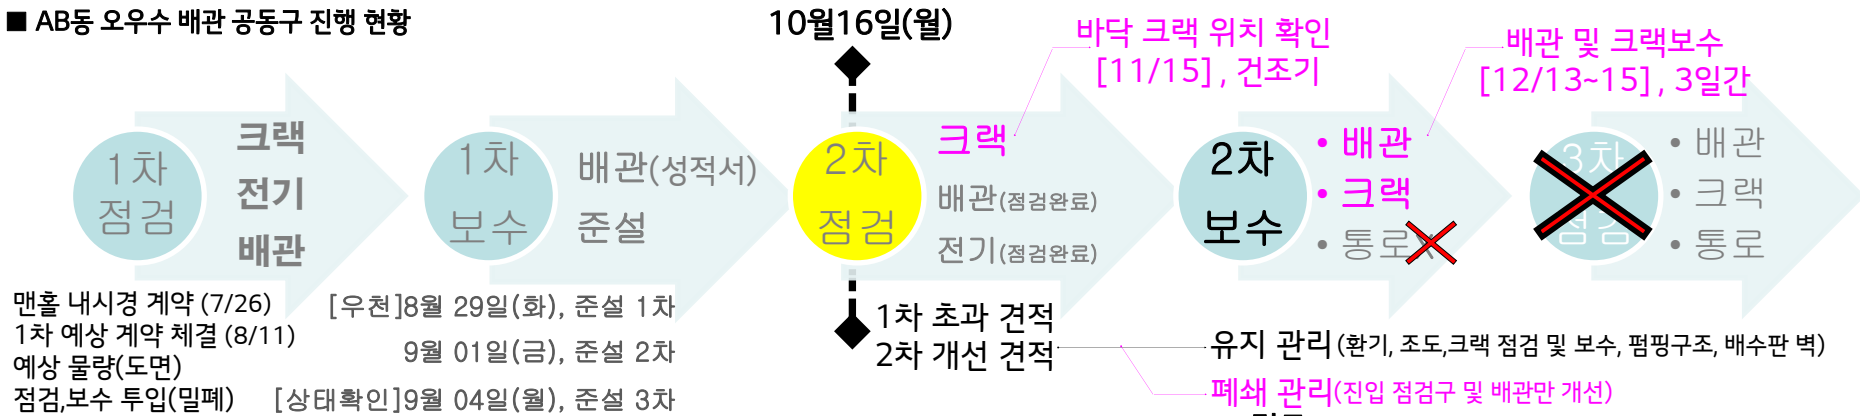 ■ AB동 오우수 배관 공동구 진행 현황
10월16일(월)
바닥 크랙 위치 확인
[11/15] , 건조기
배관 및 크랙보수
[12/13~15] , 3일간
1차
점검
크랙
전기
배관
1차
보수
배관(성적서)
준설
2차
점검
크랙
배관(점검완료)
전기(점검완료)
2차
보수
• 배관
• 크랙
• 통로
3차
점검
• 배관
• 크랙
• 통로
맨홀 내시경 계약 (7/26)
1차 예상 계약 체결 (8/11)
예상 물량(도면)
점검,보수 투입(밀폐)
[우천]8월 29일(화), 준설 1차
9월 01일(금), 준설 2차
[상태확인]9월 04일(월), 준설 3차
1차 초과 견적
2차 개선 견적
유지 관리(환기, 조도,크랙 점검 및 보수, 펌핑구조, 배수판 벽)
폐쇄 관리(진입 점검구 및 배관만 개선)